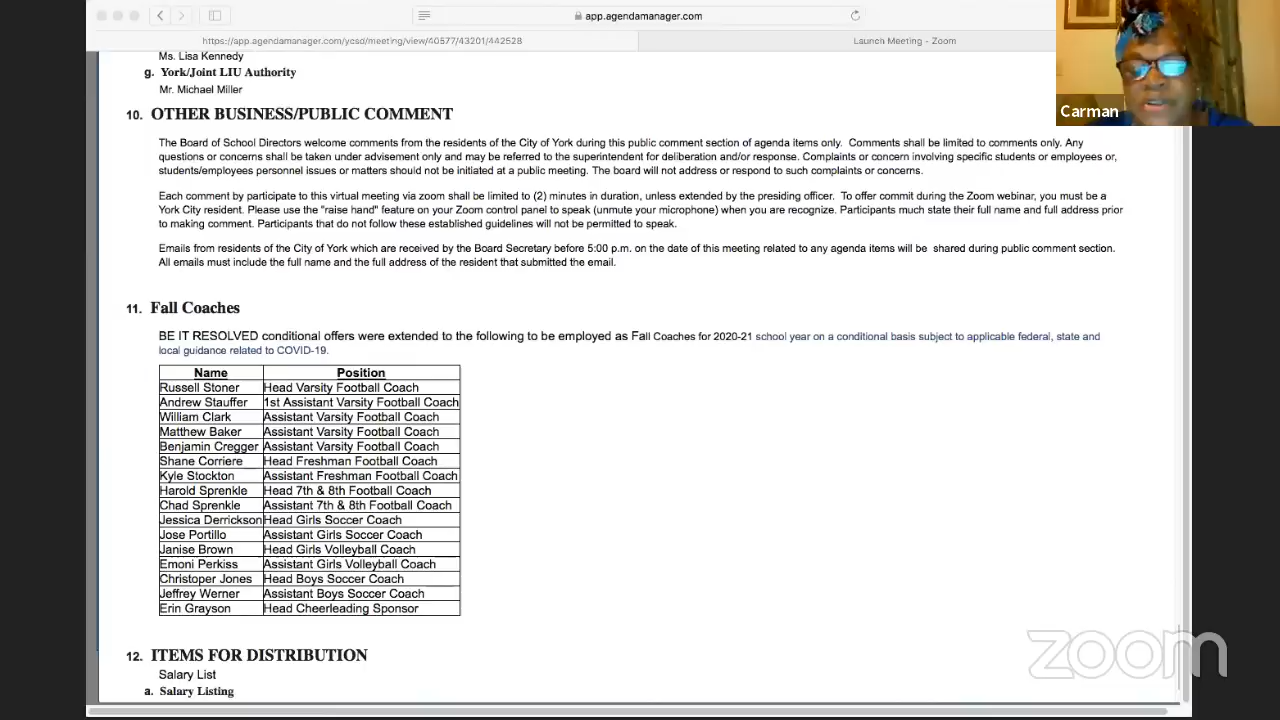 app.agendamanager.com
https://app.agendamanager.com/ycsd/meeting/view/40577/43201/442528
Launch Meeting - Zoom
Carman
Ms. Lisa Kennedy
g. York/Joint LIU Authority
Mr. Michael Miller
10. OTHER BUSINESS/PUBLIC COMMENT
The Board of School Directors welcome comments from the residents of the City of York during this public comment section of agenda items only. Comments shall be limited to comments only. Any
questions or concerns shall be taken under advisement only and may be referred to the superintendent for deliberation and/or response. Complaints or concern involving specific students or employees or,
students/employees personnel issues or matters should not be initiated at a public meeting. The board will not address or respond to such complaints or concerns.
Each comment by participate to this virtual meeting via zoom shall be limited to (2) minutes in duration, unless extended by the presiding officer. To offer commit during the Zoom webinar, you must be a
York City resident. Please use the "raise hand" feature on your Zoom control panel to speak (unmute your microphone) when you are recognize. Participants much state their full name and full address prior
to making comment. Participants that do not follow these established guidelines will not be permitted to speak.
Emails from residents of the City of York which are received by the Board Secretary before 5:00 p.m. on the date of this meeting related to any agenda items will be shared during public comment section.
All emails must include the full name and the full address of the resident that submitted the email.
11. Fall Coaches
BE IT RESOLVED conditional offers were extended to the following to be employed as Fall Coaches for 2020-21 school year on a conditional basis subject to applicable federal, state and
local guidance related to COVID-19.
Name Position
Russell Stoner Head Varsity Football Coach
Andrew Stauffer 1st Assistant Varsity Football Coach
William Clark Assistant Varsity Football Coach
Matthew Baker Assistant Varsity Football Coach
Benjamin Cregger Assistant Varsity Football Coach
Shane Corriere Head Freshman Football Coach
Kyle Stockton Assistant Freshman Football Coach
Harold Sprenkle Head 7th & 8th Football Coach
Chad Sprenkle Assistant 7th & 8th Football Coach
Jessica Derrickson Head Girls Soccer Coach
Jose Portillo Assistant Girls Soccer Coach
Janise Brown Head Girls Volleyball Coach
Emoni Perkiss Assistant Girls Volleyball Coach
Christoper Jones Head Boys Soccer Coach
Jeffrey Werner Assistant Boys Soccer Coach
Erin Grayson Head Cheerleading Sponsor
12. ITEMS FOR DISTRIBUTION
Salary List
a. Salary Listing
zoom